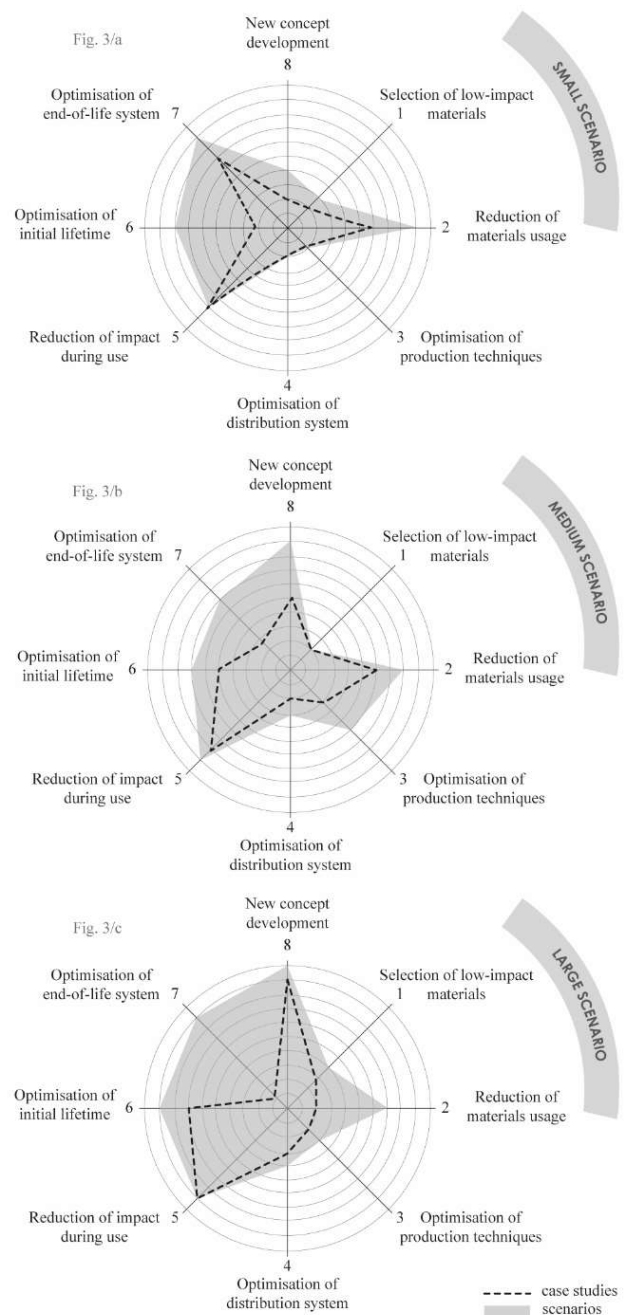 Fig. 3/a
New concept
development
8
Optimisation of
end-of-life system
7
Selection of low-impact
materials
1
SMALL SCENARIO
Optimisation of
initial lifetime
6
2
Reduction of
materials usage
Reduction of impact
during use
5
3
Optimisation of
production techniques
4
Optimisation of
distribution system
Fig. 3/b
New concept
development
8
Optimisation of
end-of-life system
7
Selection of low-impact
materials
1
MEDIUM SCENARIO
Optimisation of
initial lifetime
6
2
Reduction of
materials usage
Reduction of impact
during use
5
3
Optimisation of
production techniques
4
Optimisation of
distribution system
Fig. 3/c
New concept
development
8
Optimisation of
end-of-life system
7
Selection of low-impact
materials
1
LARGE SCENARIO
Optimisation of
initial lifetime
6
2
Reduction of
materials usage
Reduction of impact
during use
5
3
Optimisation of
production techniques
4
Optimisation of
distribution system
case studies
scenarios